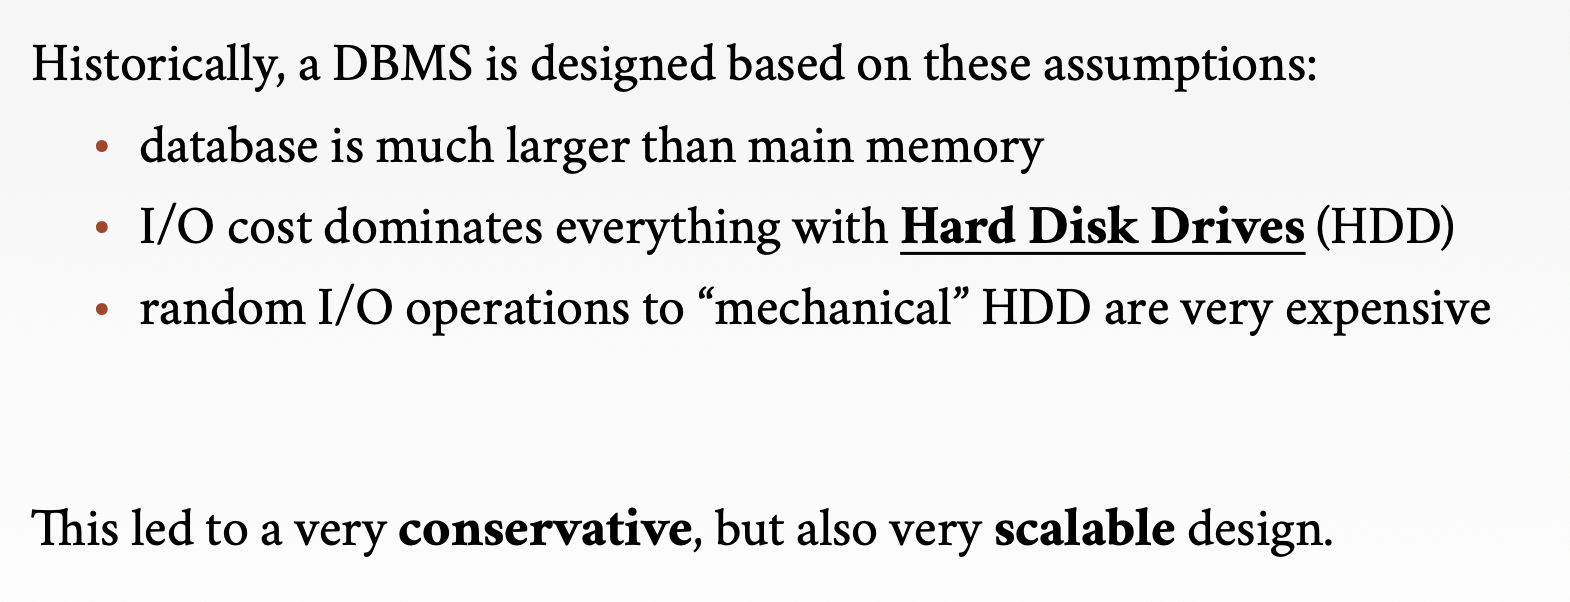 Historically, a DBMS is designed based on these assumptions:
• database is much larger than main memory
• I/O cost dominates everything with Hard Disk Drives (HDD)
• random I/O operations to “mechanical” HDD are very expensive
This led to a very conservative, but also very scalable design.